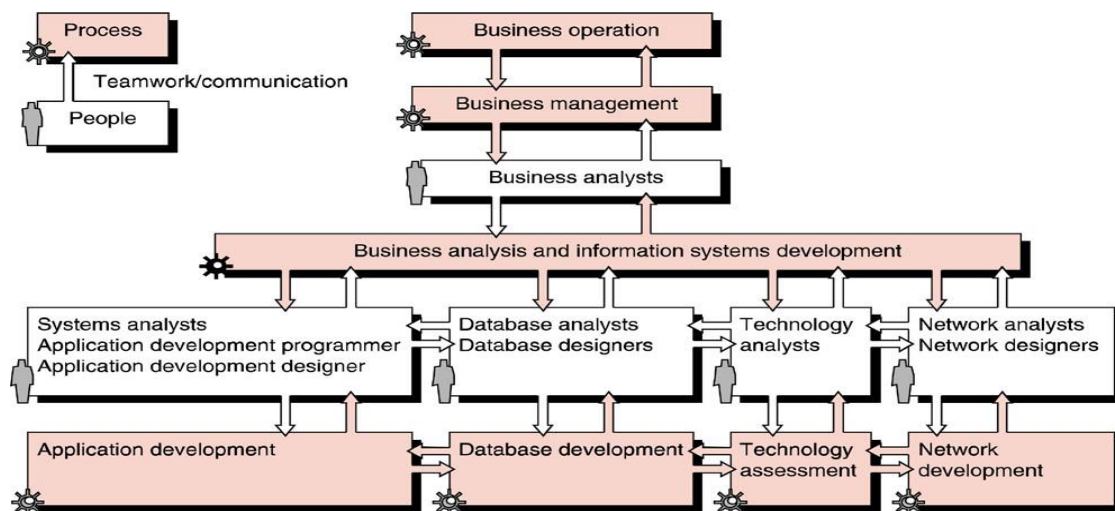 Process
Teamwork/communication
People
Business operation
Business management
Business analysts
Business analysis and information systems development
Systems analysts
Application development programmer
Application development designer
Database analysts
Database designers
Technology
analysts
Network analysts
Network designers
Application development
Database development
Technology
assessment
Network
development